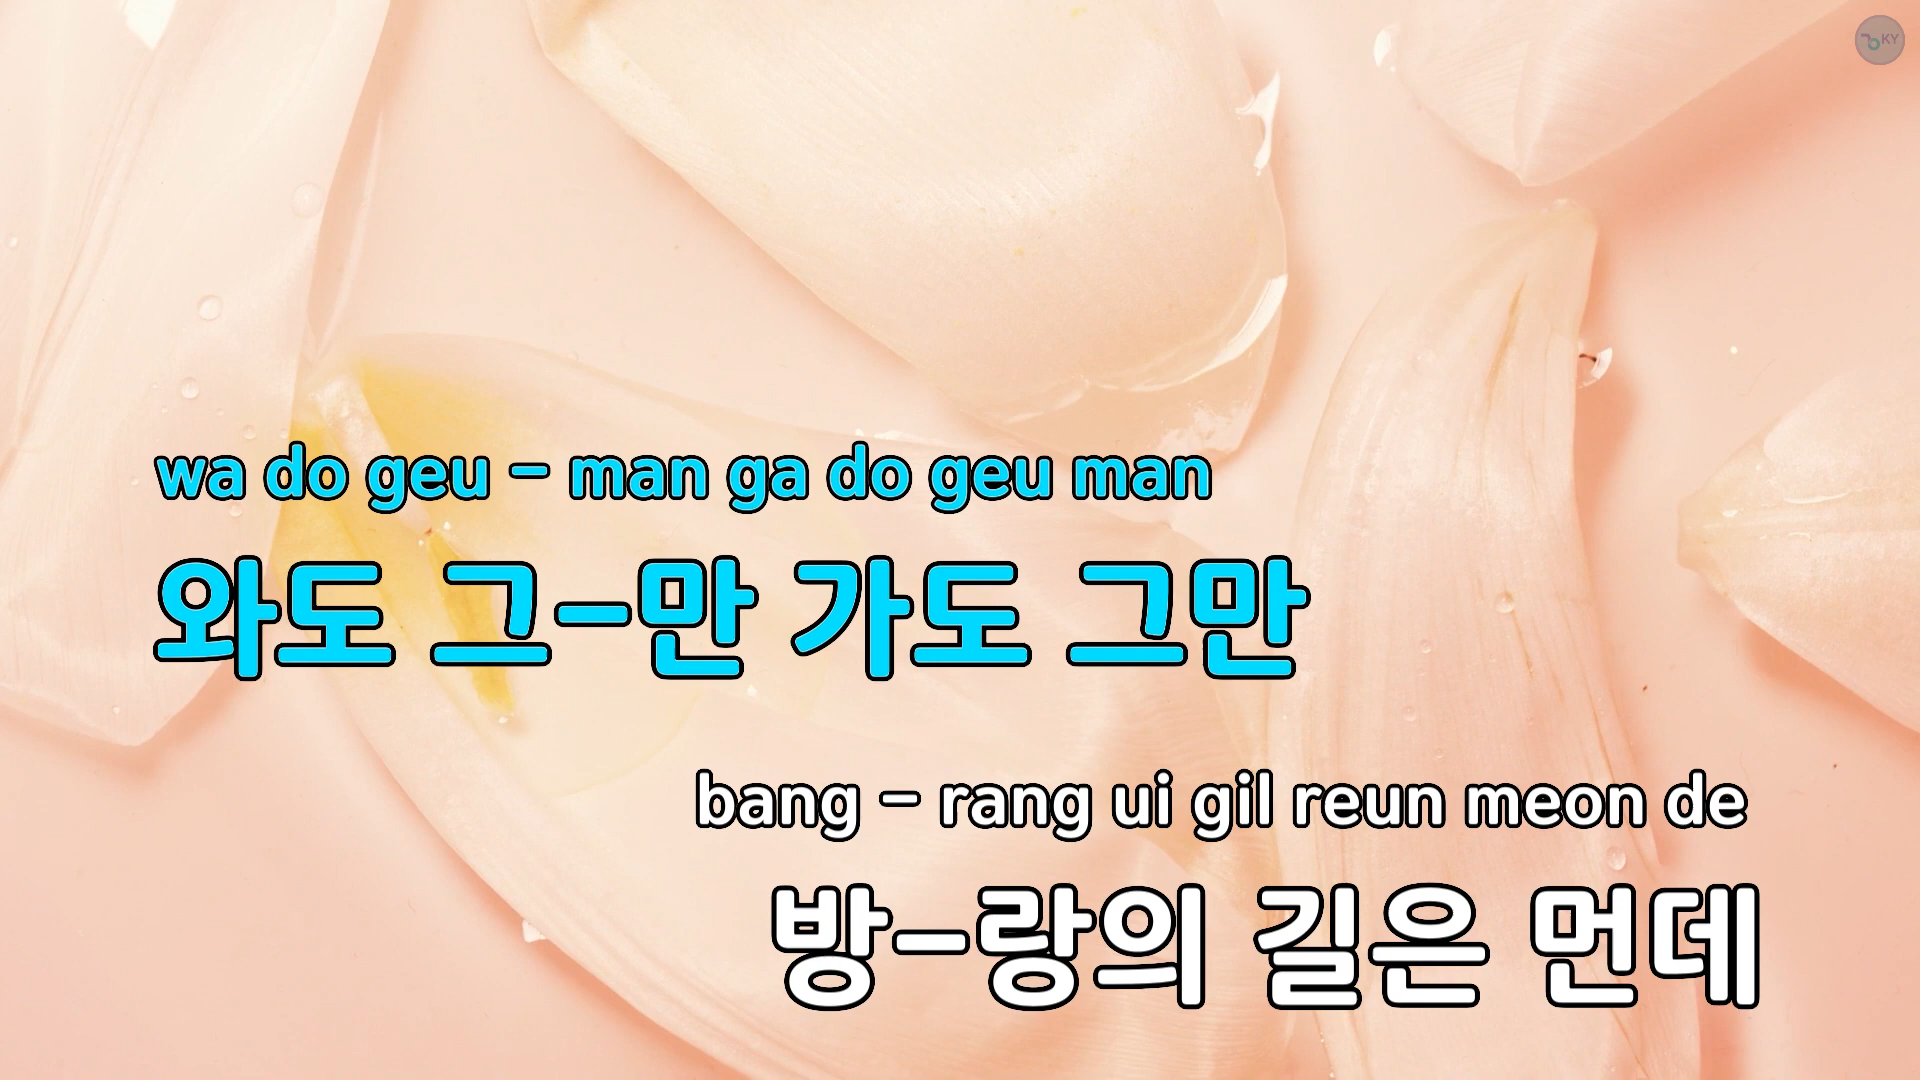 KY
wa do geu – man ga do geu man
와도 그–만 가도 그만
bang – rang ui gil reun meon de
방–랑의 길은 먼데